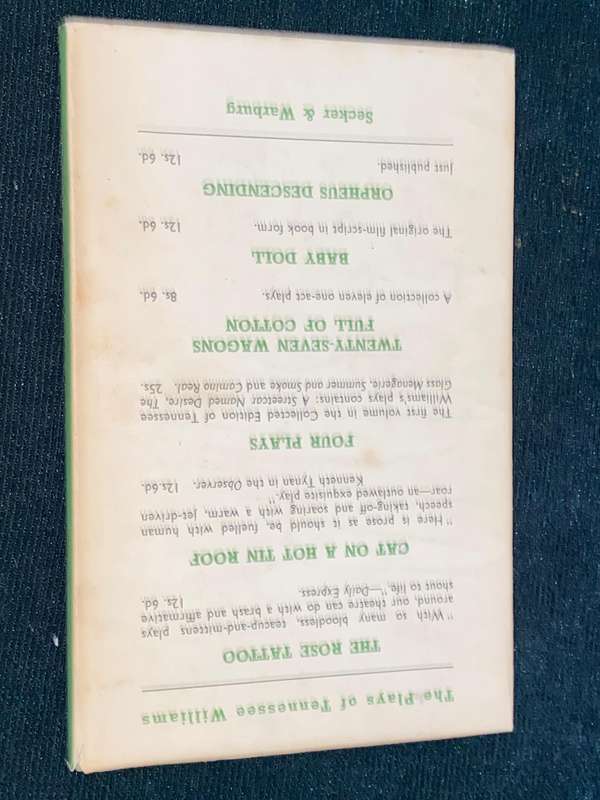 The Plays of Tennessee Williams
THE ROSE TATTOO
"With so many bloodless, teacup-and-mittens plays
around, our theatre can do with a brash and affirmative
shout to life."—Daily Express. 12s. 6d.
CAT ON A HOT TIN ROOF
"Here is prose as it should be, fuelled with human
speech, taking-off and soaring with a warm, jet-driven
roar—an outlawed exquisite play."
Kenneth Tynan in the Observer. 12s. 6d.
FOUR PLAYS
The first volume in the Collected Edition of Tennessee
Williams's plays contains: A Streetcar Named Desire, The
Glass Menagerie, Summer and Smoke and Camino Real. 25s.
TWENTY-SEVEN WAGONS
FULL OF COTTON
A collection of eleven one-act plays. 8s. 6d.
BABY DOLL
The original film-script in book form. 12s. 6d.
ORPHEUS DESCENDING
Just published. 12s. 6d.
Secker & Warburg